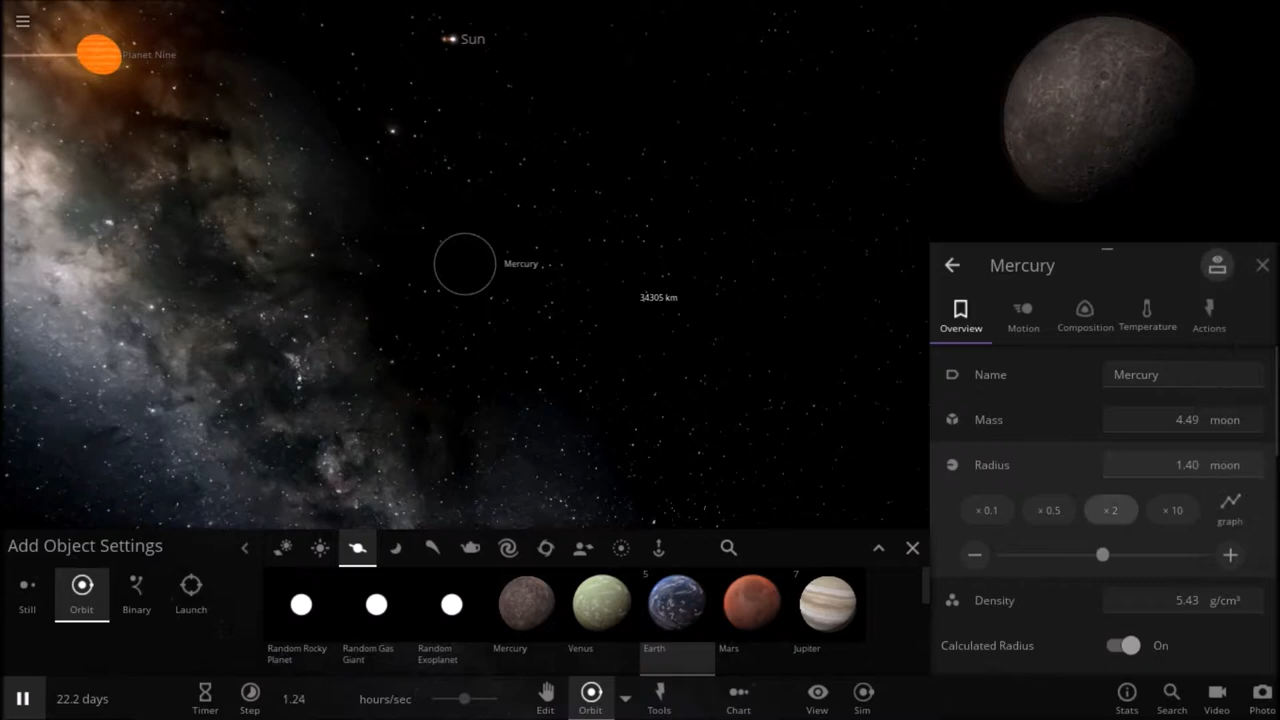 Planet Nine
Sun
Mercury
34305 km
Mercury
Overview
Motion
Composition
Temperature
Actions
Name
Mercury
Mass
4.49 moon
Radius
1.40 moon
× 0.1
× 0.5
× 2
× 10
graph
Density
5.43 g/cm³
Calculated Radius
On
Add Object Settings
Still
Orbit
Binary
Launch
5
7
Random Rocky
Planet
Random Gas
Giant
Random
Exoplanet
Mercury
Venus
Earth
Mars
Jupiter
22.2 days
Timer
Step
1.24 hours/sec
Edit
Orbit
Tools
Chart
View
Sim
Stats
Search
Video
Photo